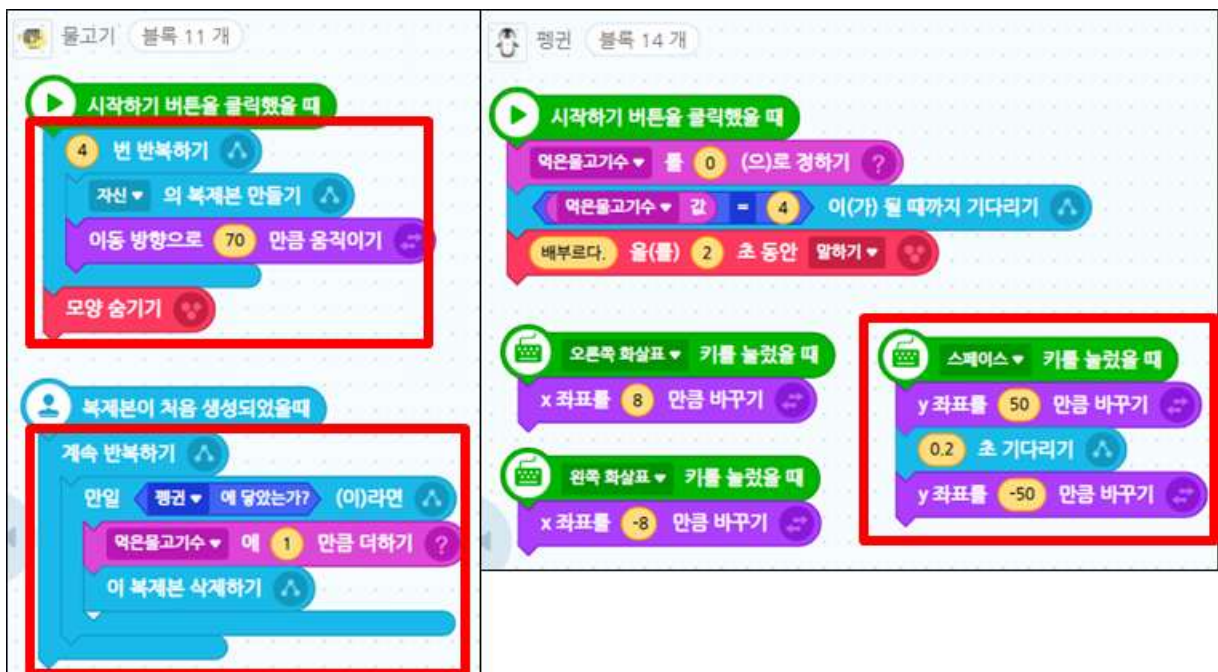 물고기 블록 11 개
시작하기 버튼을 클릭했을 때
4 번 반복하기
자신 의 복제본 만들기
이동 방향으로 70 만큼 움직이기
모양 숨기기
복제본이 처음 생성되었을때
계속 반복하기
만일 펭귄 에 닿았는가? (이)라면
먹은물고기수 에 1 만큼 더하기 ?
이 복제본 삭제하기
펭귄 블록 14 개
시작하기 버튼을 클릭했을 때
먹은물고기수 를 0 (으)로 정하기 ?
먹은물고기수 값 = 4 이(가) 될 때까지 기다리기
배부르다. 을(를) 2 초 동안 말하기
오른쪽 화살표 키를 눌렀을 때
x 좌표를 8 만큼 바꾸기
왼쪽 화살표 키를 눌렀을 때
x 좌표를 -8 만큼 바꾸기
스페이스 키를 눌렀을 때
y 좌표를 50 만큼 바꾸기
0.2 초 기다리기
y 좌표를 -50 만큼 바꾸기